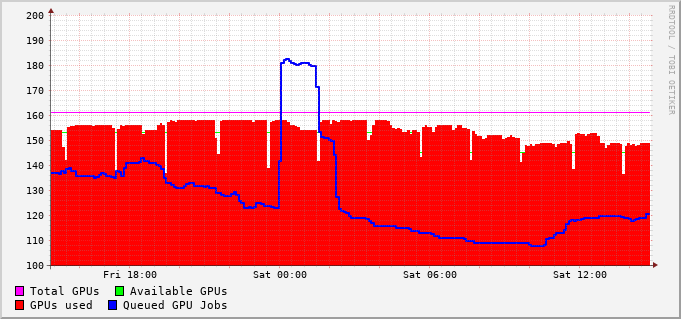 200
190
180
170
160
150
140
130
120
110
100
Fri 18:00 Sat 00:00 Sat 06:00 Sat 12:00
Total GPUs Available GPUs
GPUs used Queued GPU Jobs
RRDTOOL / TOBI OETIKER